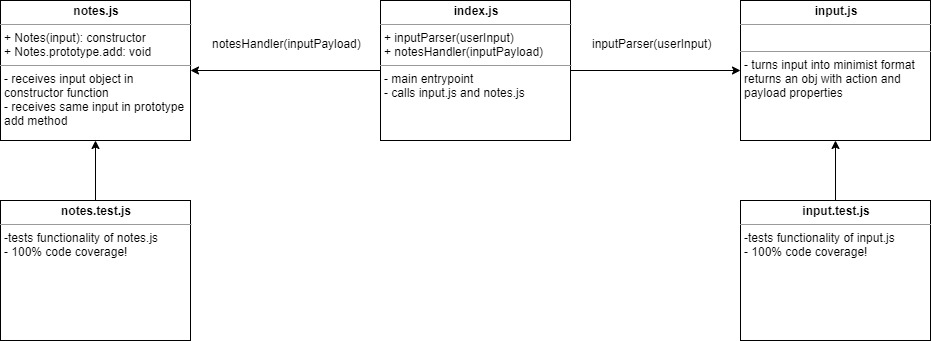 notes.js
+ Notes(input): constructor
+ Notes.prototype.add: void
- receives input object in
constructor function
- receives same input in prototype
add method
notesHandler(inputPayload)
index.js
+ inputParser(userInput)
+ notesHandler(inputPayload)
- main entrypoint
- calls input.js and notes.js
inputParser(userInput)
input.js
- turns input into minimist format
returns an obj with action and
payload properties
notes.test.js
-tests functionality of notes.js
- 100% code coverage!
input.test.js
-tests functionality of input.js
- 100% code coverage!